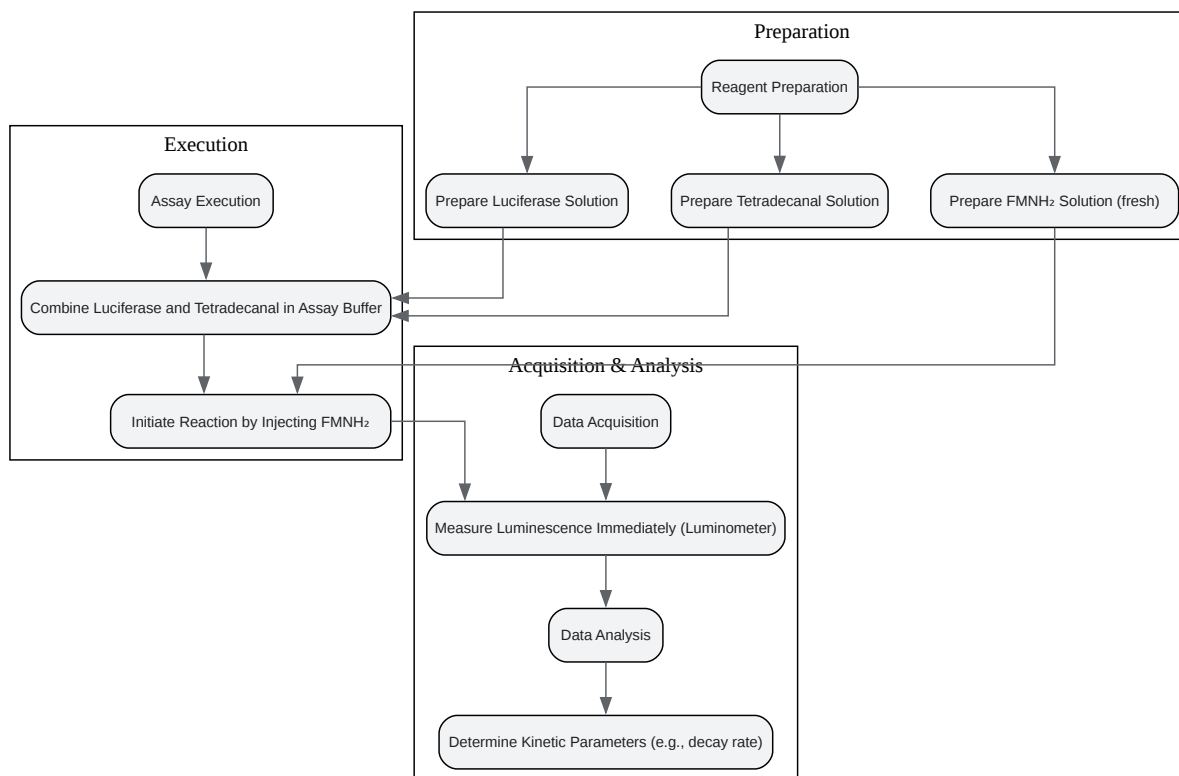 Preparation
Reagent Preparation
Prepare Luciferase Solution
Prepare Tetradecanal Solution
Prepare FMNH₂ Solution (fresh)
Execution
Assay Execution
Combine Luciferase and Tetradecanal in Assay Buffer
Initiate Reaction by Injecting FMNH₂
Acquisition & Analysis
Data Acquisition
Measure Luminescence Immediately (Luminometer)
Data Analysis
Determine Kinetic Parameters (e.g., decay rate)